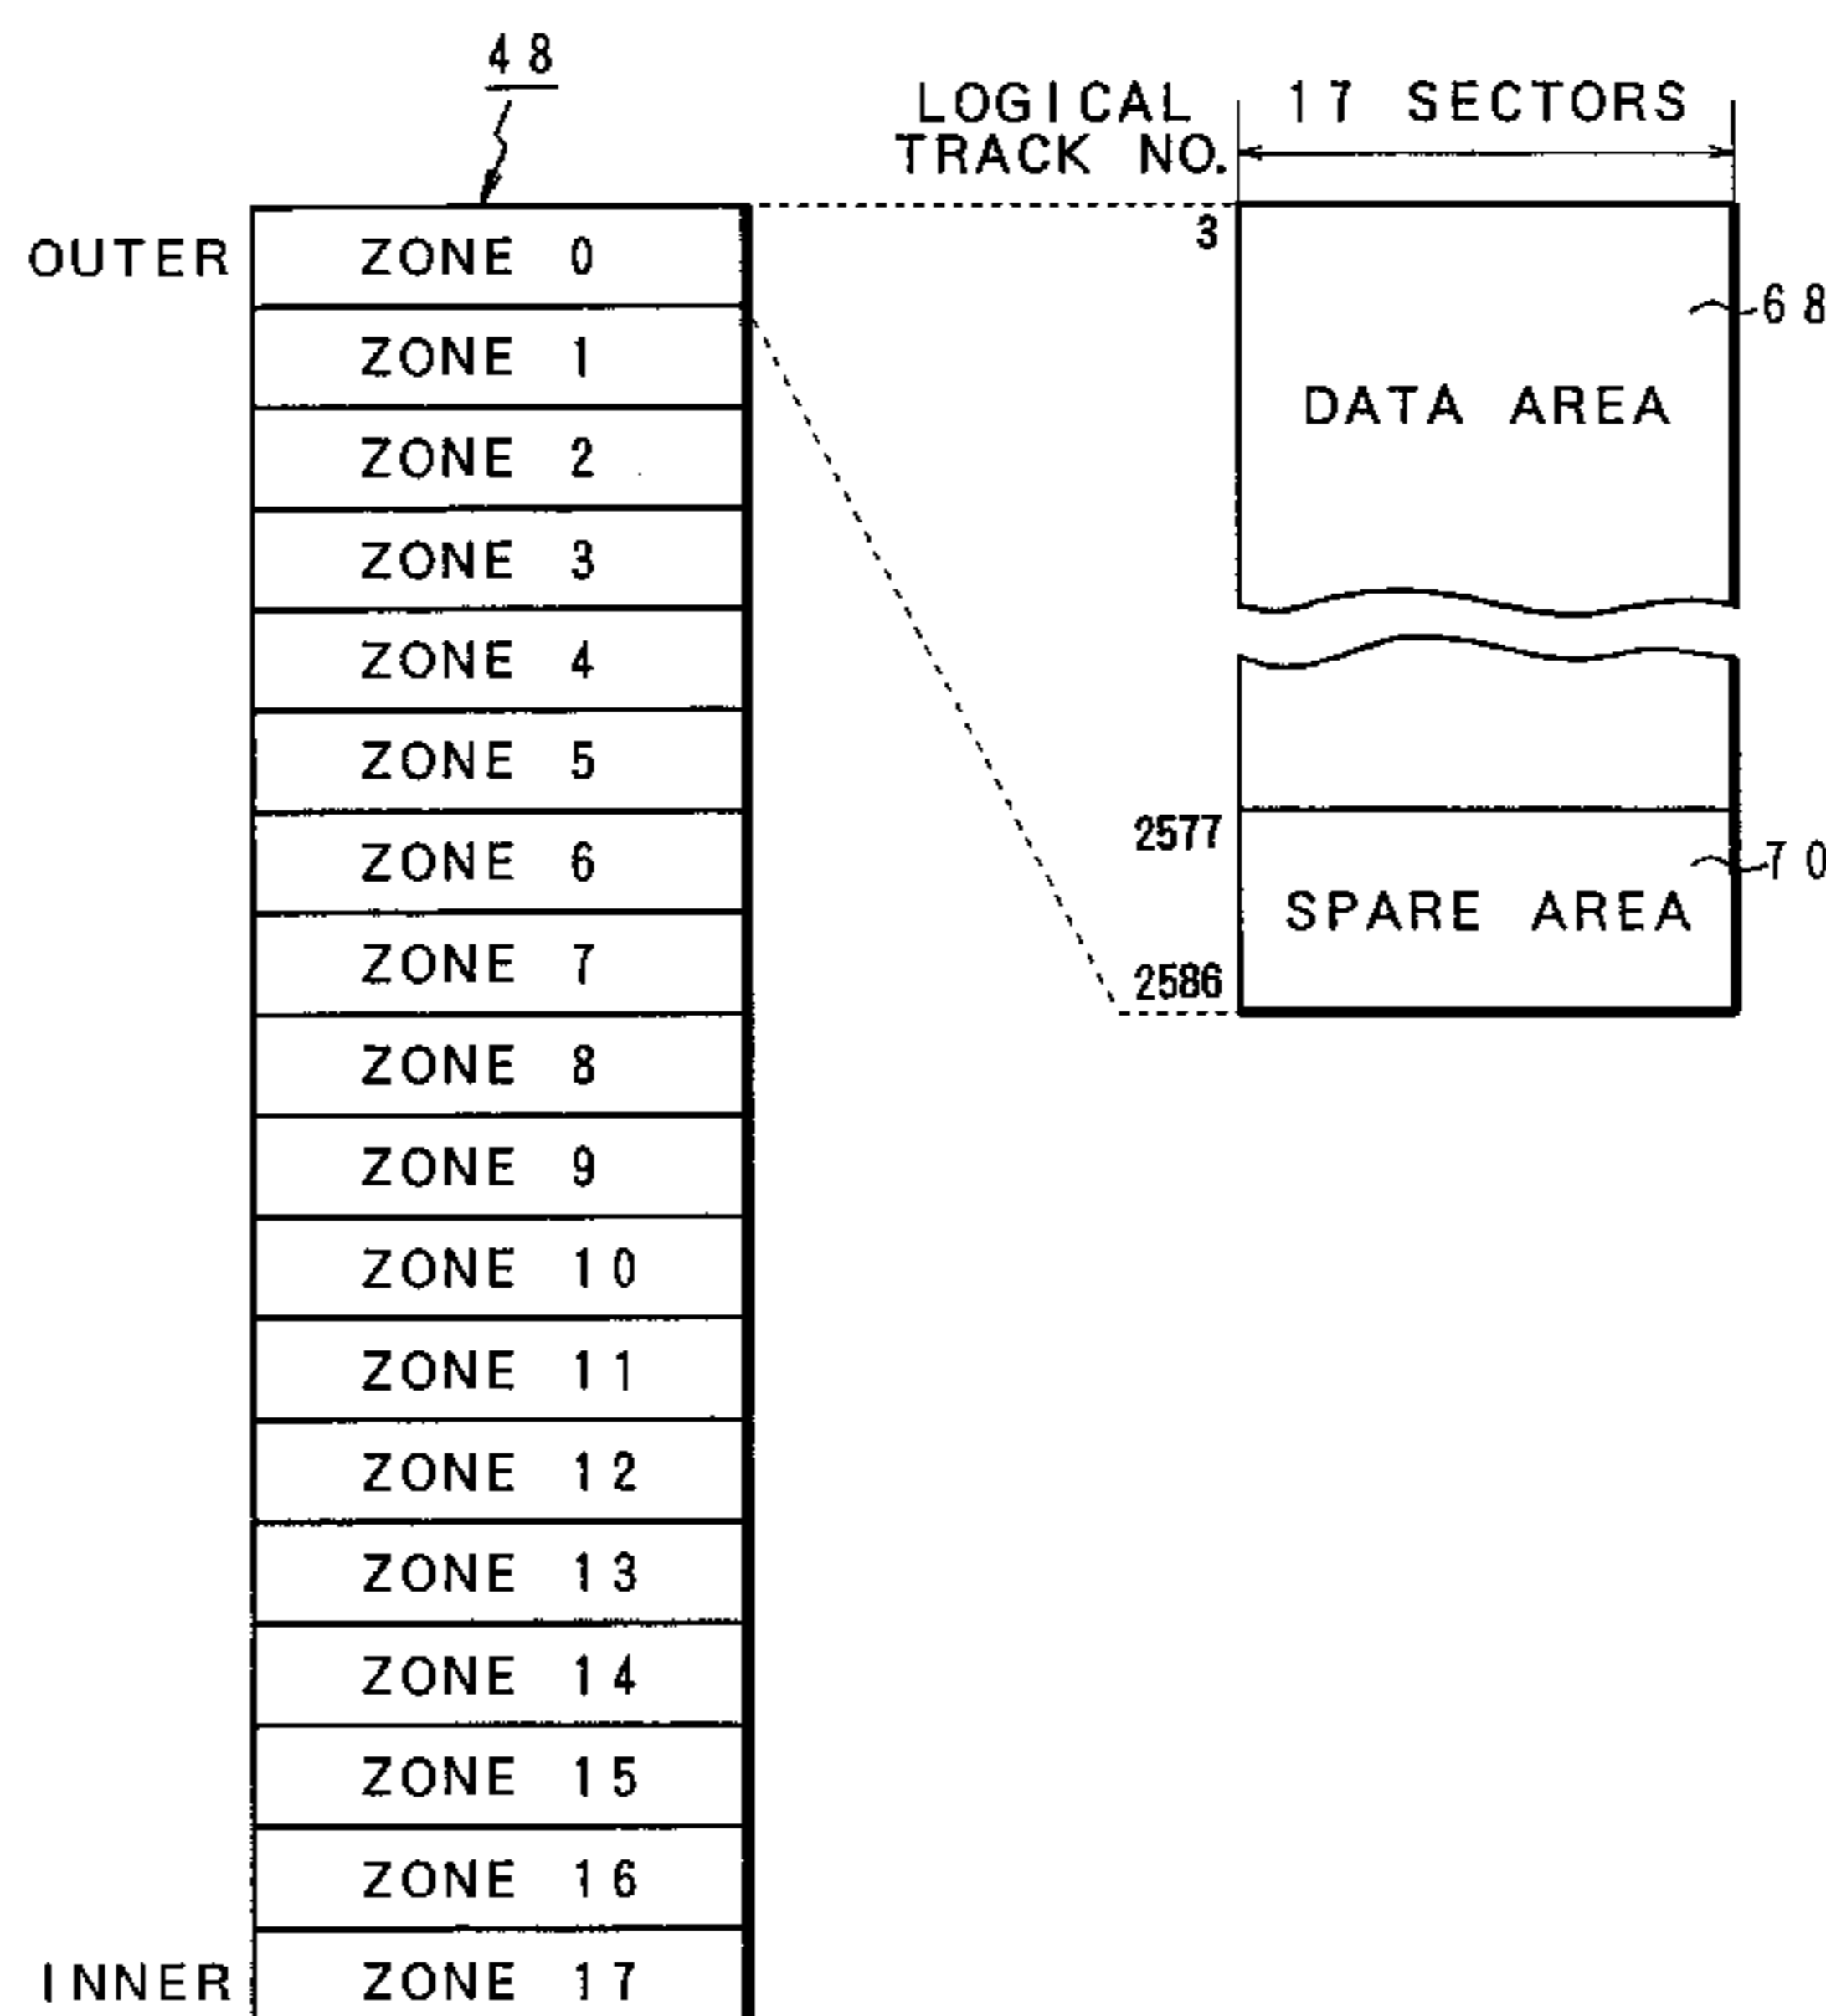 48
LOGICAL
TRACK NO.
17 SECTORS
OUTER
ZONE 0
ZONE 1
ZONE 2
ZONE 3
ZONE 4
ZONE 5
ZONE 6
ZONE 7
ZONE 8
ZONE 9
ZONE 10
ZONE 11
ZONE 12
ZONE 13
ZONE 14
ZONE 15
ZONE 16
INNER
ZONE 17
3
68
DATA AREA
2577
70
SPARE AREA
2586